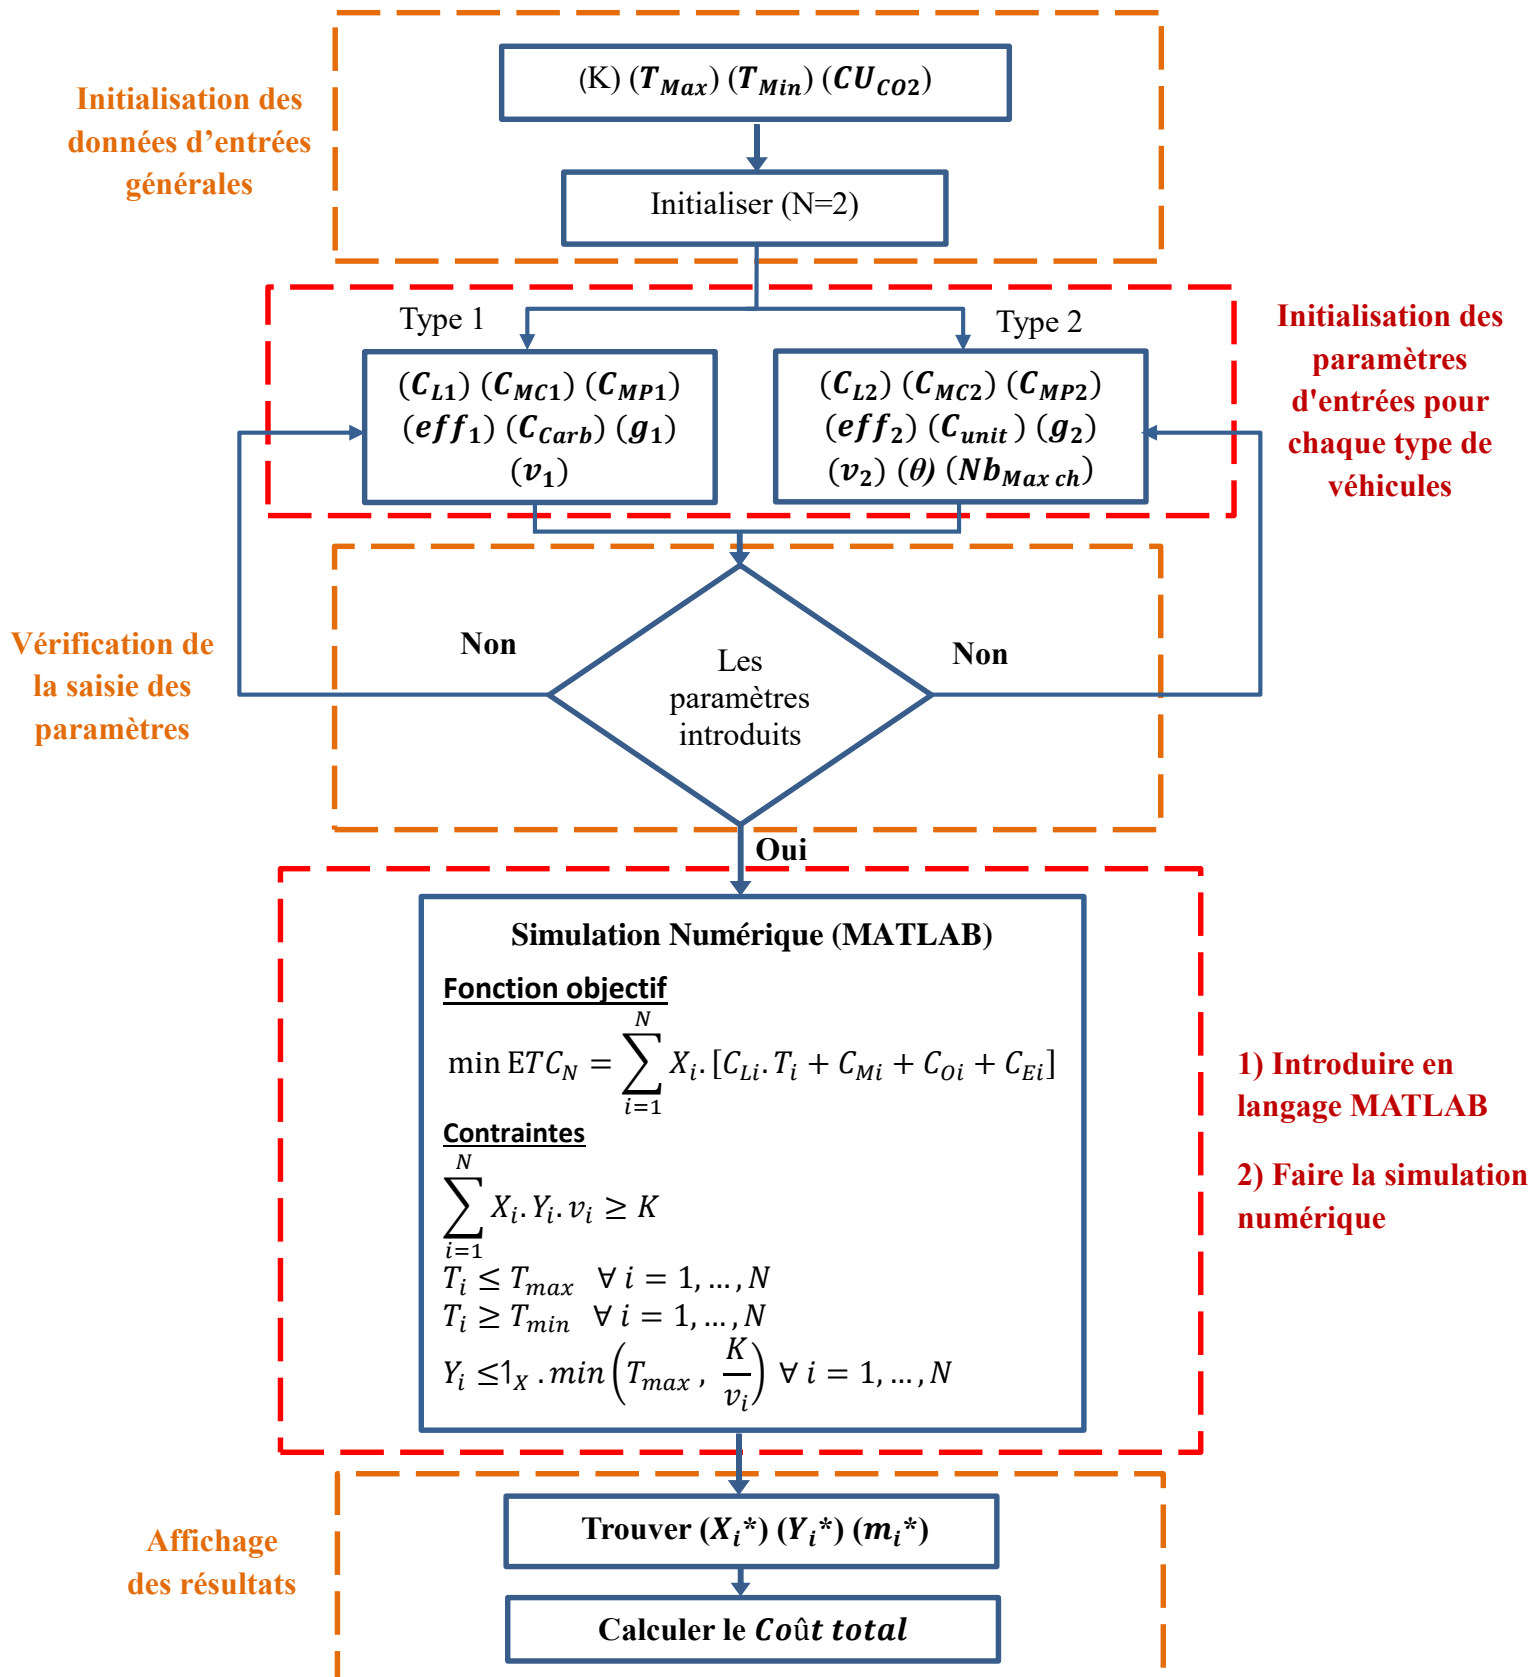 Initialisation des
données d’entrées
générales
(K) (T_Max) (T_Min) (CU_CO2)
Initialiser (N=2)
Type 1
Type 2
(C_L1) (C_MC1) (C_MP1)
(eff_1) (C_Carb) (g_1)
(v_1)
(C_L2) (C_MC2) (C_MP2)
(eff_2) (C_unit) (g_2)
(v_2) (θ) (Nb_Max ch)
Initialisation des
paramètres
d'entrées pour
chaque type de
véhicules
Vérification de
la saisie des
paramètres
Non
Les
paramètres
introduits
Non
Oui
Simulation Numérique (MATLAB)
Fonction objectif
min ETC_N = ∑_{i=1}^{N} X_i. [C_Li. T_i + C_Mi + C_Oi + C_Ei]
Contraintes
∑_{i=1}^{N} X_i. Y_i. v_i ≥ K
T_i ≤ T_max ∀ i = 1, … , N
T_i ≥ T_min ∀ i = 1, … , N
Y_i ≤ 1_X . min(T_max , K/v_i) ∀ i = 1, … , N
1) Introduire en
langage MATLAB
2) Faire la simulation
numérique
Affichage
des résultats
Trouver (X_i*) (Y_i*) (m_i*)
Calculer le Coût total